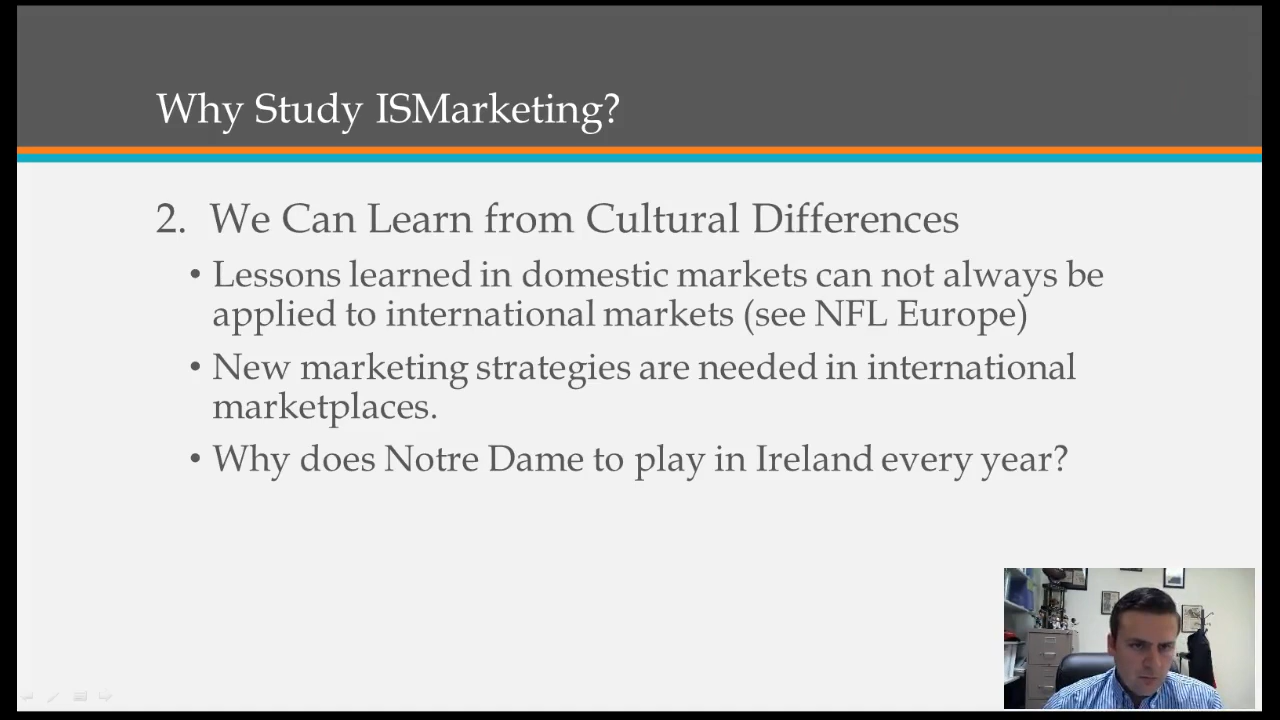 Why Study ISMarketing?
2. We Can Learn from Cultural Differences
• Lessons learned in domestic markets can not always be
applied to international markets (see NFL Europe)
• New marketing strategies are needed in international
marketplaces.
• Why does Notre Dame to play in Ireland every year?